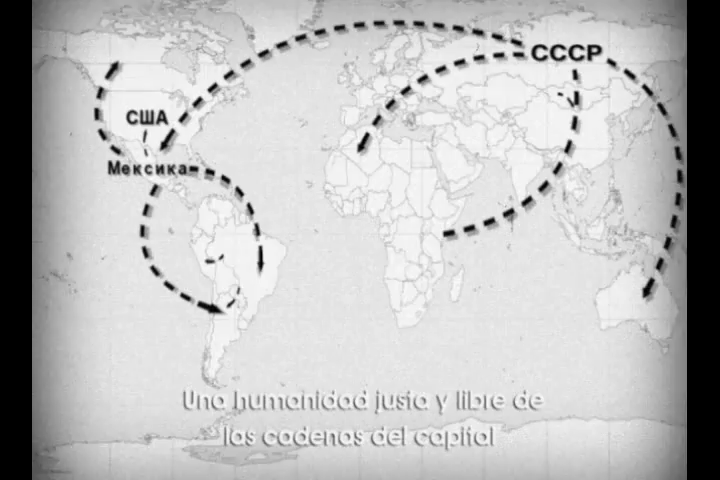 СССР
США
Мексика
Una humanidad justa y libre de
las cadenas del capital